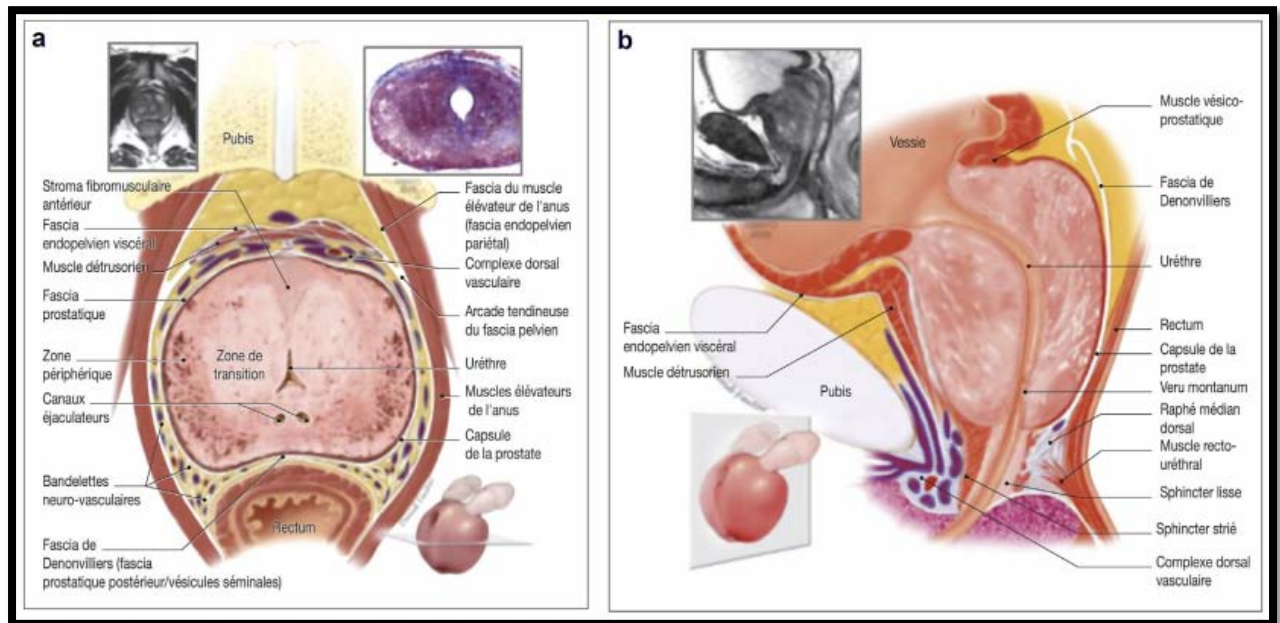 a
Pubis
Stroma fibromusculaire
antérieur
Fascia
endopelvien viscéral
Muscle détrusorien
Fascia
prostatique
Zone
périphérique
Canaux
éjaculateurs
Bandelettes
neuro-vasculaires
Fascia de
Denonvilliers (fascia
prostatique postérieur/vésicules séminales)
Zone de
transition
Rectum
Fascia du muscle
élévateur de l'anus
(fascia endopelvien
pariétal)
Complexe dorsal
vasculaire
Arcade tendineuse
du fascia pelvien
Uréthre
Muscles élévateurs
de l'anus
Capsule
de la prostate
b
Vessie
Fascia
endopelvien viscéral
Muscle détrusorien
Pubis
Muscle vésico-
prostatique
Fascia de
Denonvilliers
Uréthre
Rectum
Capsule de la
prostate
Veru montanum
Raphé médian
dorsal
Muscle recto-
uréthral
Sphincter lisse
Sphincter strié
Complexe dorsal
vasculaire